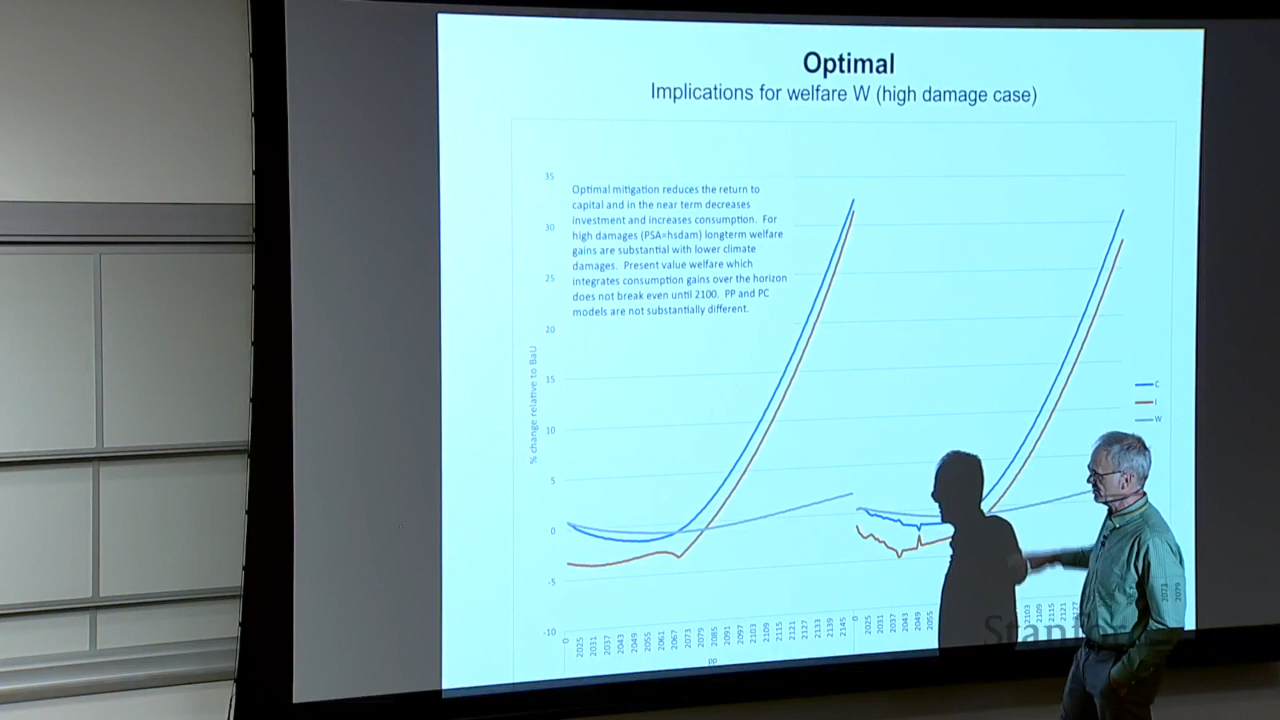 Optimal
Implications for welfare W (high damage case)
Optimal mitigation reduces the return to
capital and in the near term decreases
investment and increases consumption. For
high damages (PSA=hsdam) longterm welfare
gains are substantial with lower climate
damages. Present value welfare which
integrates consumption gains over the horizon
does not break even until 2100. PP and PC
models are not substantially different.
% change relative to BaU
35
30
25
20
15
10
5
0
-5
-10
C
I
W
0
2025
2031
2037
2043
2049
2055
2061
2067
2073
2079
2085
2091
2097
2103
2109
2115
2121
2127
2133
2139
2145
0
2025
2031
2037
2043
2049
2055
2103
2109
2115
2121
2073
2079
pp